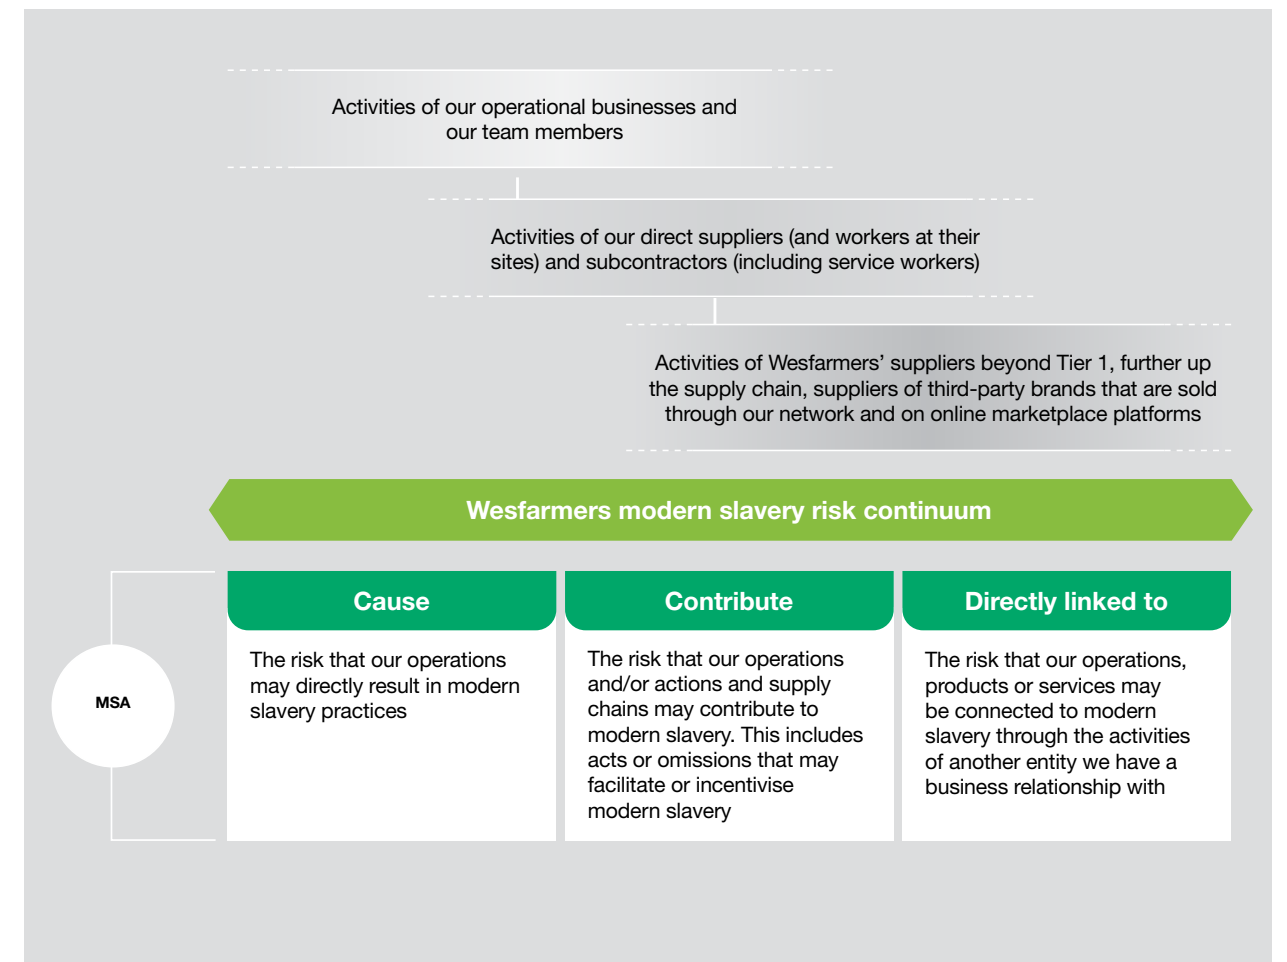 Activities of our operational businesses and
our team members
Activities of our direct suppliers (and workers at their
sites) and subcontractors (including service workers)
Activities of Wesfarmers’ suppliers beyond Tier 1, further up
the supply chain, suppliers of third-party brands that are sold
through our network and on online marketplace platforms
Wesfarmers modern slavery risk continuum
MSA
Cause
The risk that our operations
may directly result in modern
slavery practices
Contribute
The risk that our operations
and/or actions and supply
chains may contribute to
modern slavery. This includes
acts or omissions that may
facilitate or incentivise
modern slavery
Directly linked to
The risk that our operations,
products or services may
be connected to modern
slavery through the activities
of another entity we have a
business relationship with